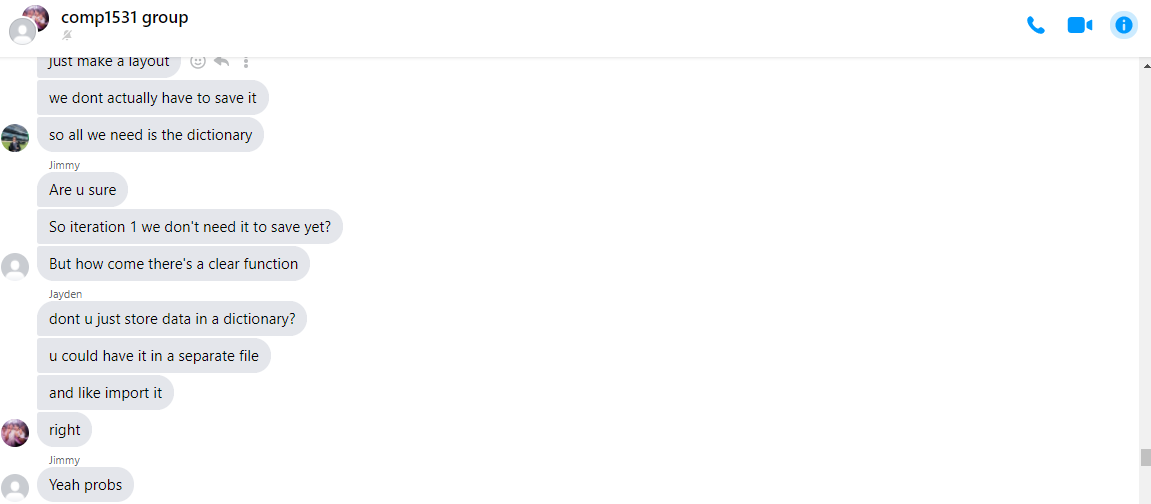 comp1531 group
just make a layout
we dont actually have to save it
so all we need is the dictionary
Jimmy
Are u sure
So iteration 1 we don't need it to save yet?
But how come there's a clear function
Jayden
dont u just store data in a dictionary?
u could have it in a separate file
and like import it
right
Jimmy
Yeah probs